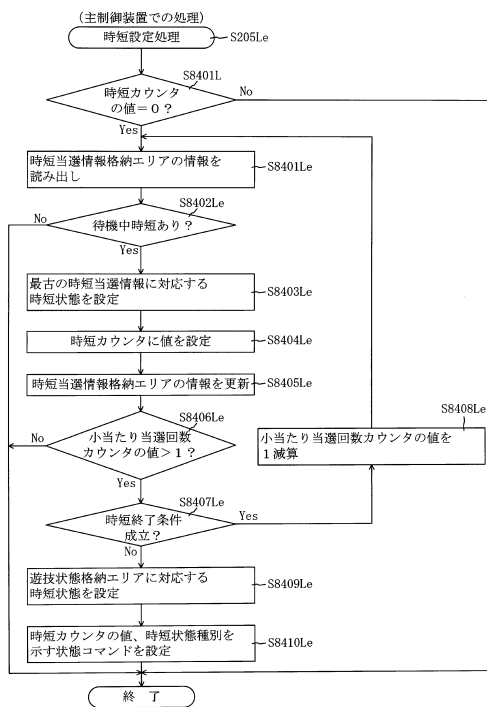 (主制御装置での処理)
時短設定処理
S205Le
S8401L
時短カウンタ
の値=0?
No
Yes
時短当選情報格納エリアの情報を
読み出し
S8401Le
S8402Le
No
待機中時短あり?
Yes
最古の時短当選情報に対応する
時短状態を設定
S8403Le
時短カウンタに値を設定
S8404Le
時短当選情報格納エリアの情報を更新
S8405Le
S8406Le
S8408Le
No
小当たり当選回数
カウンタの値>1?
小当たり当選回数カウンタの値を
1減算
Yes
S8407Le
時短終了条件
成立?
Yes
No
遊技状態格納エリアに対応する
時短状態を設定
S8409Le
時短カウンタの値、時短状態種別を
示す状態コマンドを設定
S8410Le
終 了